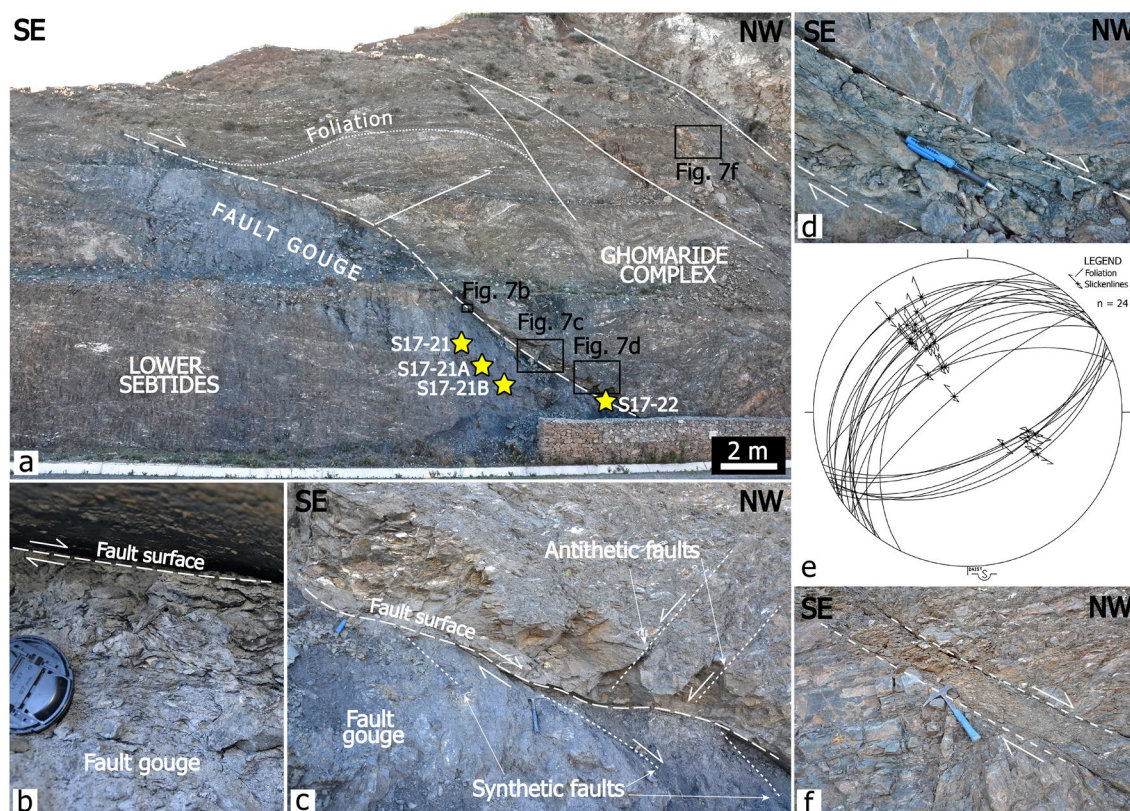 SE
NW
Foliation
Fig. 7f
FAULT GOUGE
GHOMARIDE
COMPLEX
Fig. 7b
Fig. 7c
Fig. 7d
LOWER
SEBTIDES
S17-21
S17-21A
S17-21B
S17-22
2 m
a
SE
NW
d
LEGEND
Foliation
Slickenlines
n = 24
DAISY
S
e
Fault surface
Fault gouge
b
SE
NW
Antithetic faults
Fault surface
Fault
gouge
Synthetic faults
c
SE
NW
f